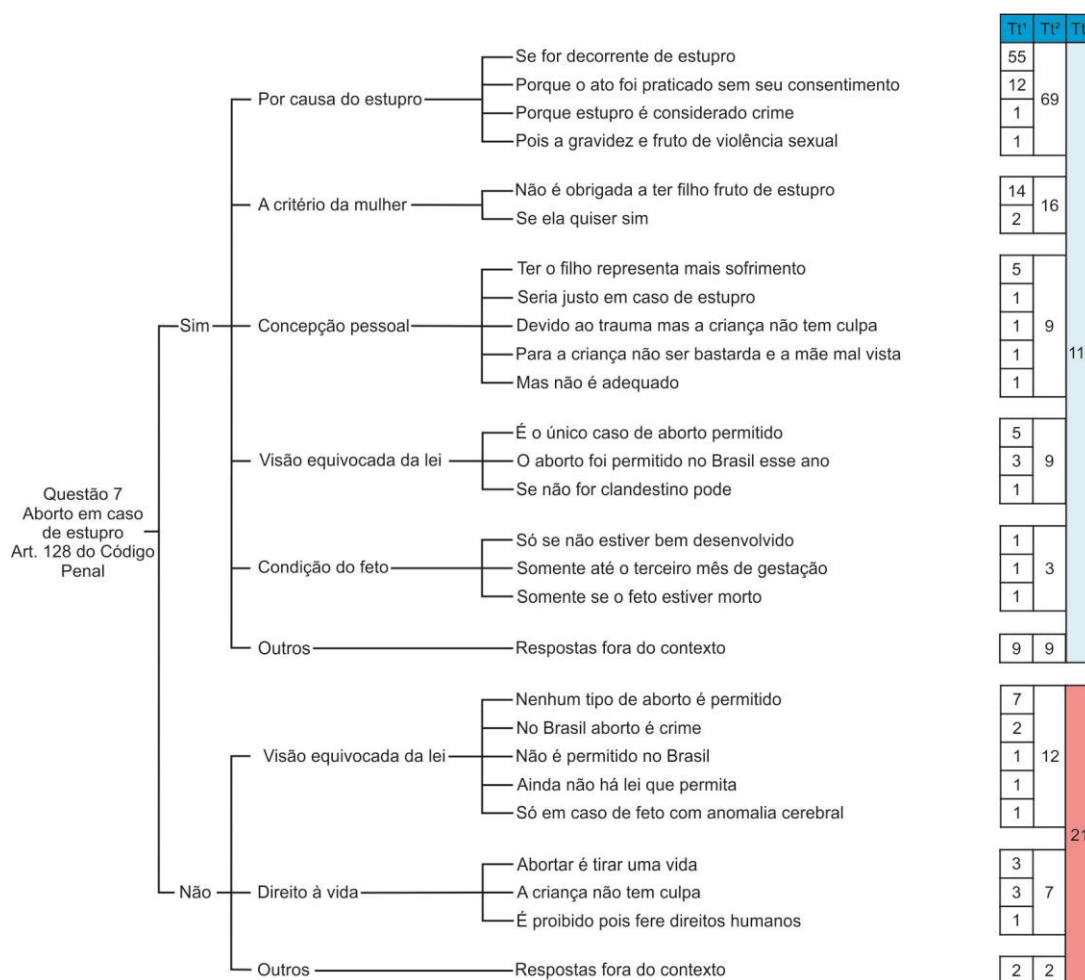 Tt¹ Tt² Tt
Se for decorrente de estupro 55
Porque o ato foi praticado sem seu consentimento 12
Por causa do estupro 69
Porque estupro é considerado crime 1
Pois a gravidez e fruto de violência sexual 1
Não é obrigada a ter filho fruto de estupro 14
A critério da mulher 16
Se ela quiser sim 2
Ter o filho representa mais sofrimento 5
Seria justo em caso de estupro 1
Sim Concepção pessoal Devido ao trauma mas a criança não tem culpa 1 9
Para a criança não ser bastarda e a mãe mal vista 1 11
Mas não é adequado 1
É o único caso de aborto permitido 5
Visão equivocada da lei O aborto foi permitido no Brasil esse ano 3 9
Se não for clandestino pode 1
Questão 7
Aborto em caso
de estupro
Art. 128 do Código
Penal
Só se não estiver bem desenvolvido 1
Condição do feto Somente até o terceiro mês de gestação 1 3
Somente se o feto estiver morto 1
Outros Respostas fora do contexto 9 9
Nenhum tipo de aborto é permitido 7
No Brasil aborto é crime 2
Visão equivocada da lei Não é permitido no Brasil 1 12
Ainda não há lei que permita 1
Só em caso de feto com anomalia cerebral 1
21
Abortar é tirar uma vida 3
Não Direito à vida A criança não tem culpa 3 7
É proibido pois fere direitos humanos 1
Outros Respostas fora do contexto 2 2